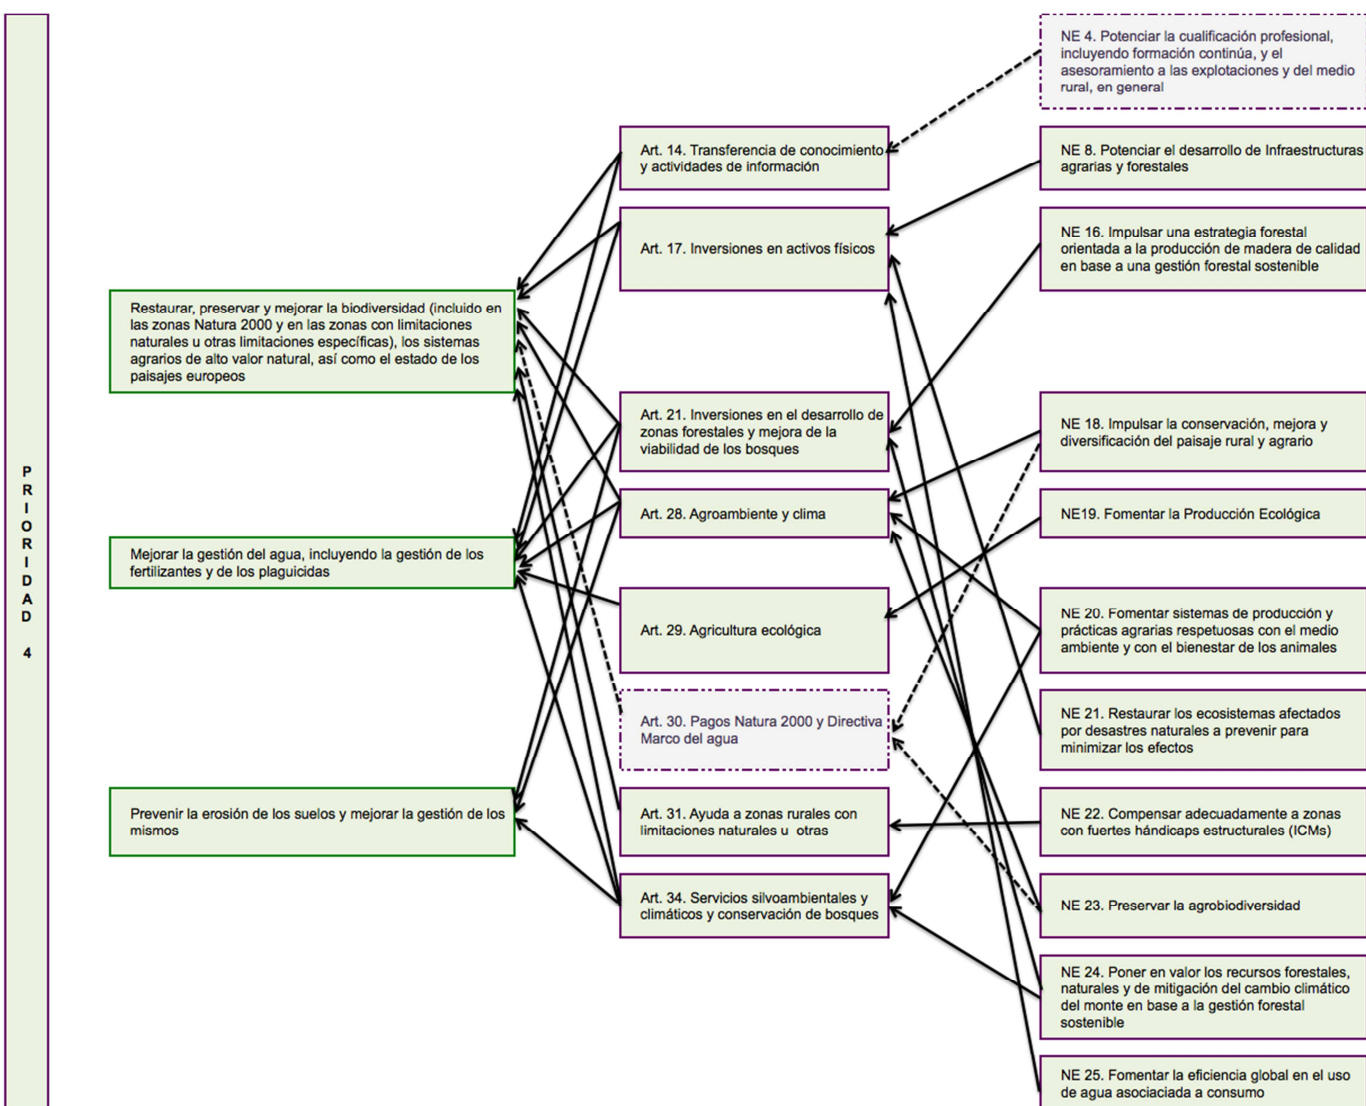 PRIORIDAD 4
Restaurar, preservar y mejorar la biodiversidad (incluido en
las zonas Natura 2000 y en las zonas con limitaciones
naturales u otras limitaciones específicas), los sistemas
agrarios de alto valor natural, así como el estado de los
paisajes europeos
Mejorar la gestión del agua, incluyendo la gestión de los
fertilizantes y de los plaguicidas
Prevenir la erosión de los suelos y mejorar la gestión de los
mismos
Art. 14. Transferencia de conocimiento
y actividades de información
Art. 17. Inversiones en activos físicos
Art. 21. Inversiones en el desarrollo de
zonas forestales y mejora de la
viabilidad de los bosques
Art. 28. Agroambiente y clima
Art. 29. Agricultura ecológica
Art. 30. Pagos Natura 2000 y Directiva
Marco del agua
Art. 31. Ayuda a zonas rurales con
limitaciones naturales u otras
Art. 34. Servicios silvoambientales y
climáticos y conservación de bosques
NE 4. Potenciar la cualificación profesional,
incluyendo formación continúa, y el
asesoramiento a las explotaciones y del medio
rural, en general
NE 8. Potenciar el desarrollo de Infraestructuras
agrarias y forestales
NE 16. Impulsar una estrategia forestal
orientada a la producción de madera de calidad
en base a una gestión forestal sostenible
NE 18. Impulsar la conservación, mejora y
diversificación del paisaje rural y agrario
NE19. Fomentar la Producción Ecológica
NE 20. Fomentar sistemas de producción y
prácticas agrarias respetuosas con el medio
ambiente y con el bienestar de los animales
NE 21. Restaurar los ecosistemas afectados
por desastres naturales a prevenir para
minimizar los efectos
NE 22. Compensar adecuadamente a zonas
con fuertes hándicaps estructurales (ICMs)
NE 23. Preservar la agrobiodiversidad
NE 24. Poner en valor los recursos forestales,
naturales y de mitigación del cambio climático
del monte en base a la gestión forestal
sostenible
NE 25. Fomentar la eficiencia global en el uso
de agua asociaciada a consumo